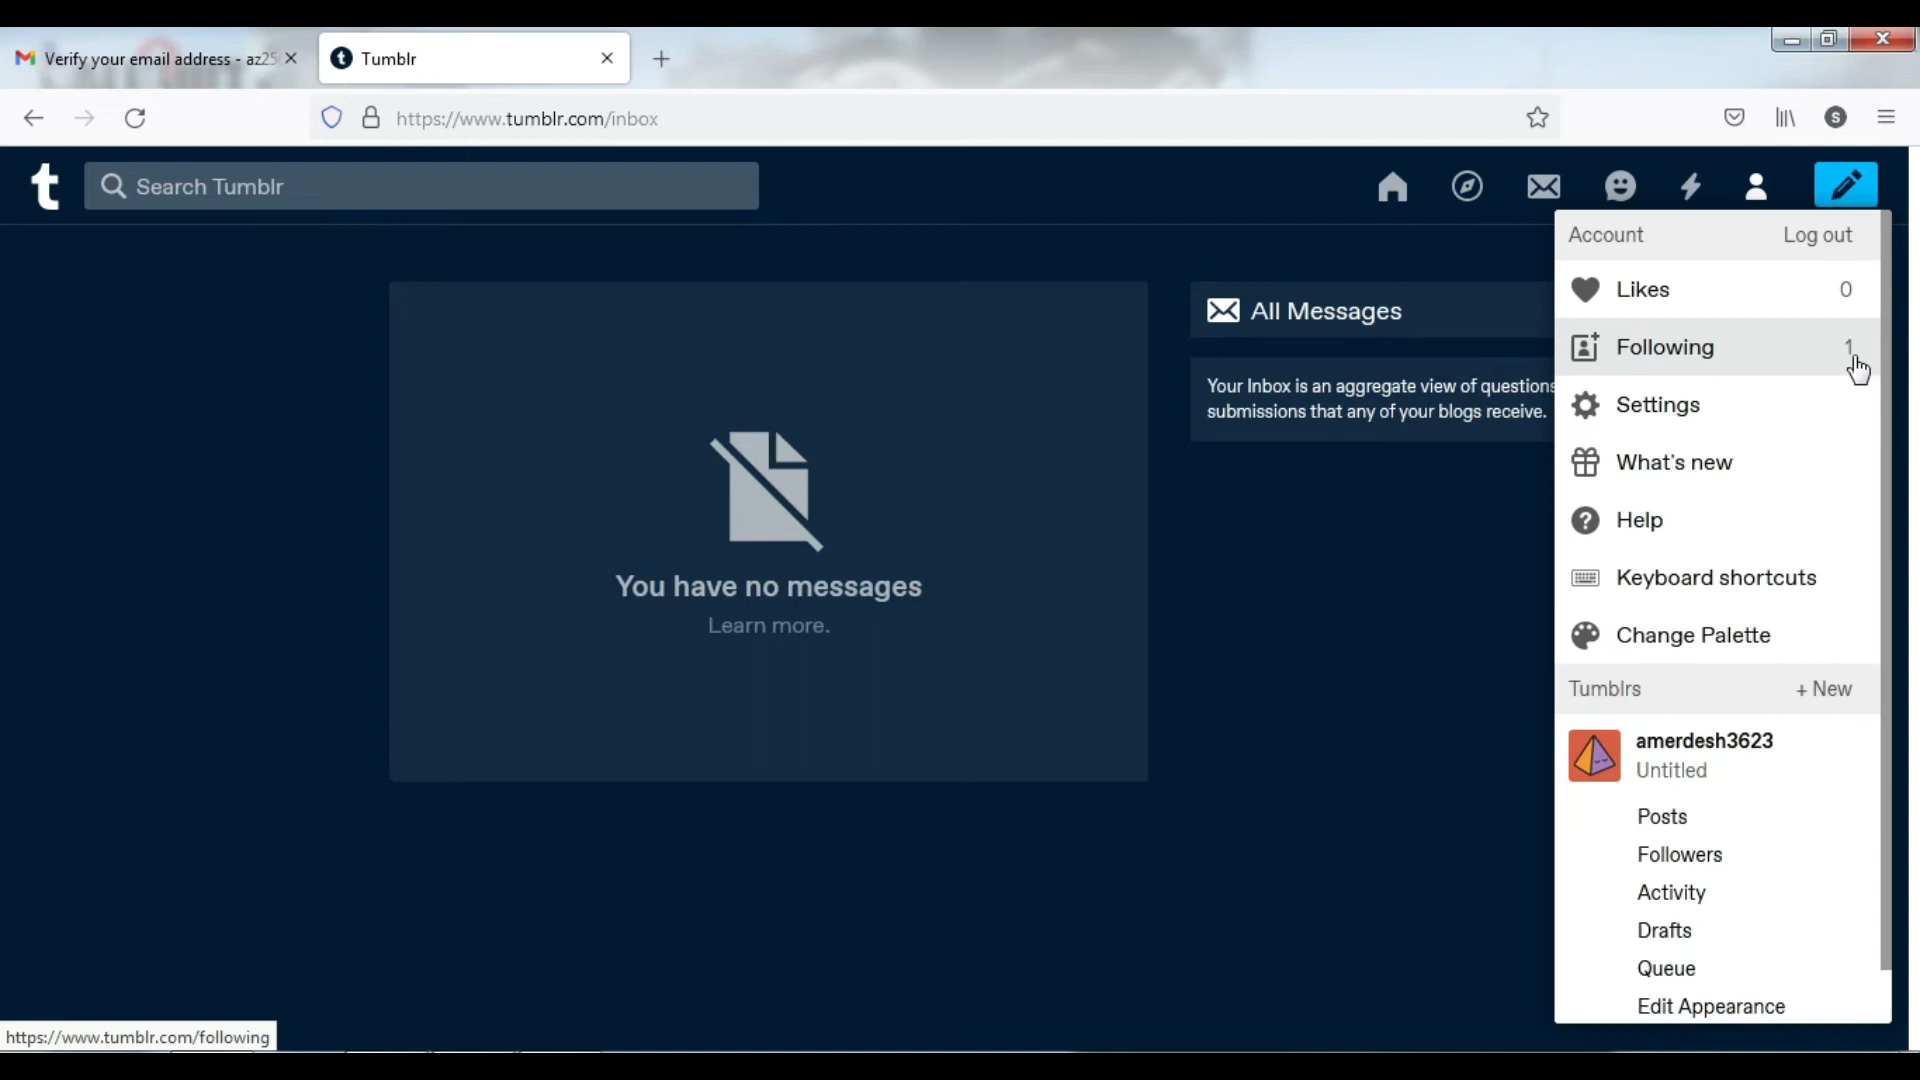 Verify your email address - az25
Tumblr
https://www.tumblr.com/inbox
S
t
Search Tumblr
Account Log out
Likes 0
Following 1
Settings
What's new
Help
Keyboard shortcuts
Change Palette
Tumblrs + New
amerdesh3623
Untitled
Posts
Followers
Activity
Drafts
Queue
Edit Appearance
All Messages
Your Inbox is an aggregate view of questions
submissions that any of your blogs receive.
You have no messages
Learn more.
https://www.tumblr.com/following